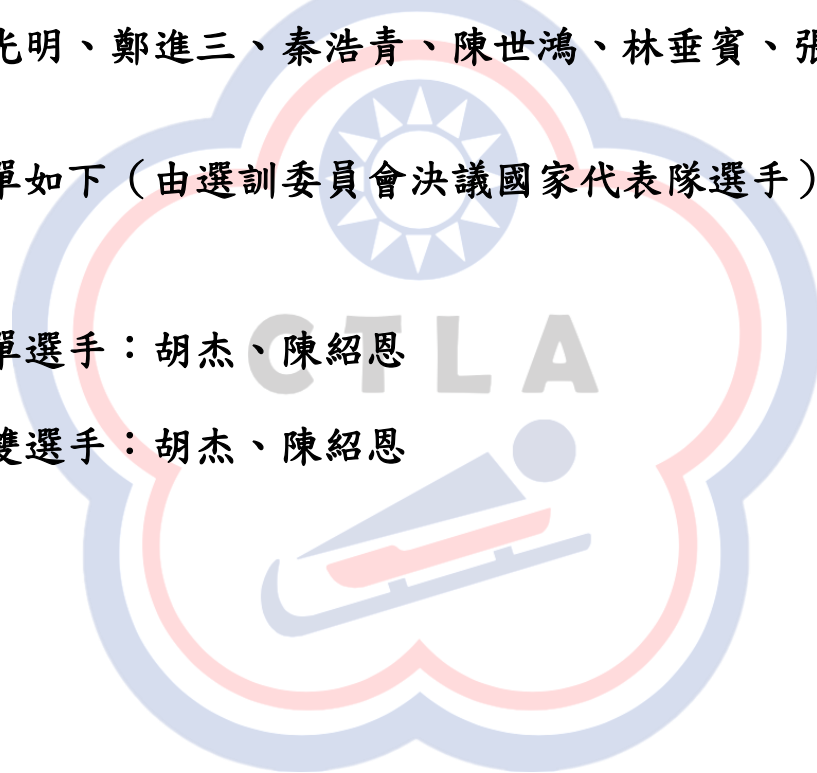 光明、鄭進三、秦浩青、陳世鴻、林垂賓、張
單如下（由選訓委員會決議國家代表隊選手）
CTLA
單選手：胡杰、陳紹恩
雙選手：胡杰、陳紹恩